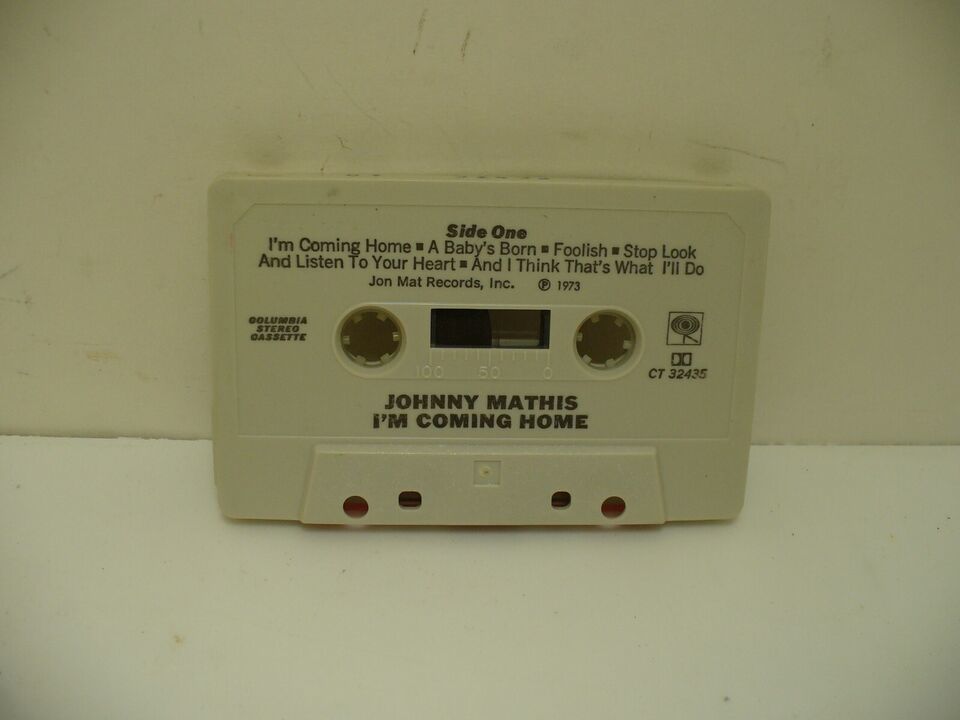 Side One
I'm Coming Home ■ A Baby's Born ■ Foolish ■ Stop Look
And Listen To Your Heart ■ And I Think That's What I'll Do
Jon Mat Records, Inc. ℗ 1973
COLUMBIA
STEREO
CASSETTE
100 50 0
CT 32435
JOHNNY MATHIS
I'M COMING HOME